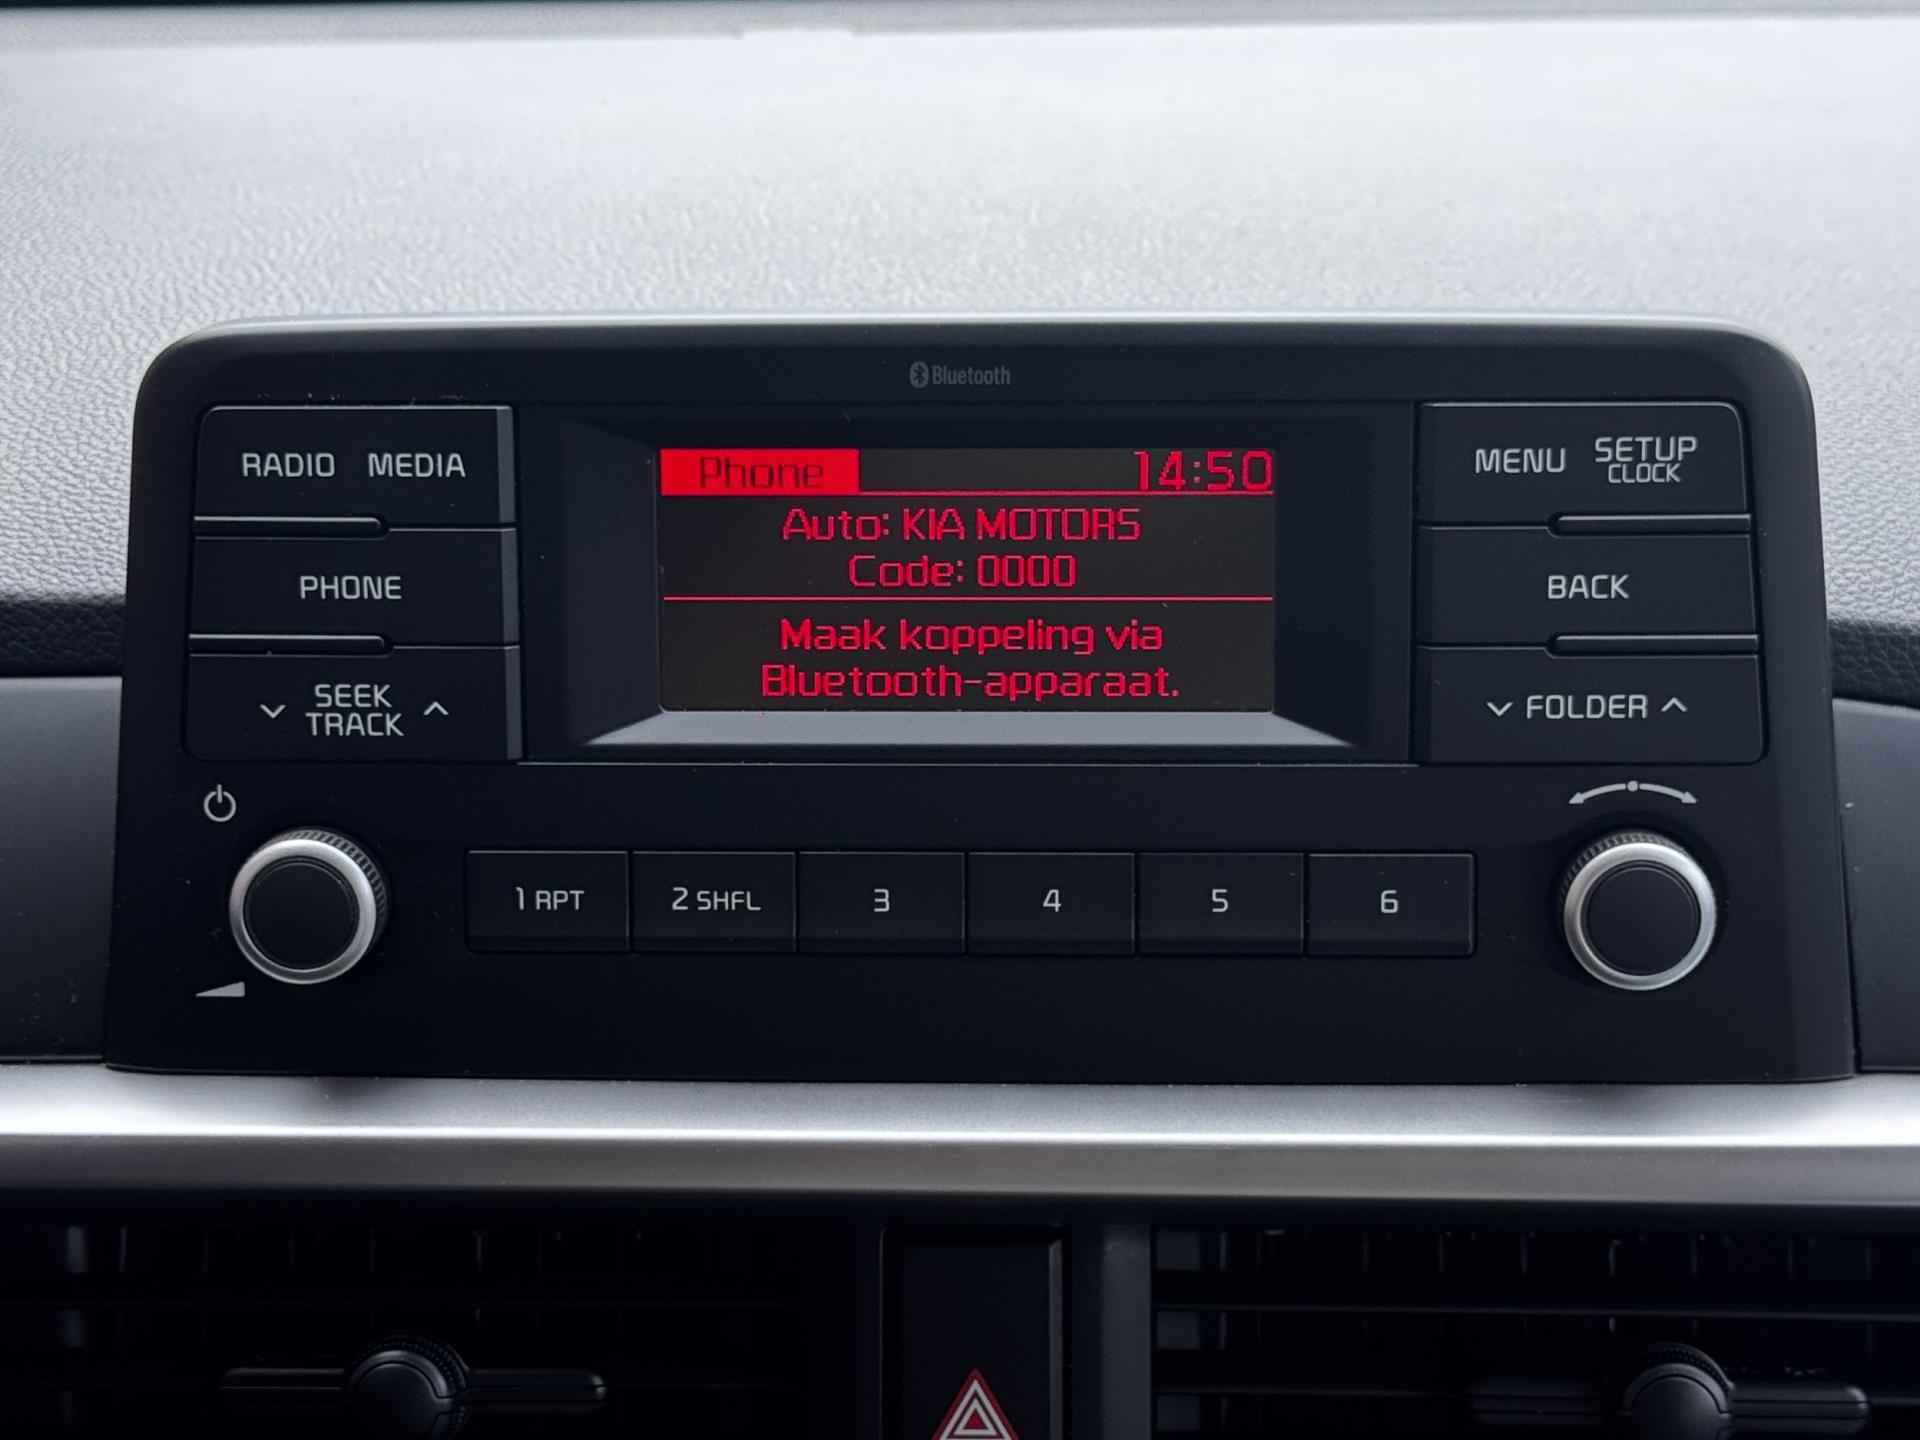 Bluetooth
RADIO MEDIA
PHONE
SEEK
TRACK
Phone 14:50
Auto: KIA MOTORS
Code: 0000
Maak koppeling via
Bluetooth-apparaat.
MENU SETUP
CLOCK
BACK
FOLDER
1 RPT 2 SHFL 3 4 5 6